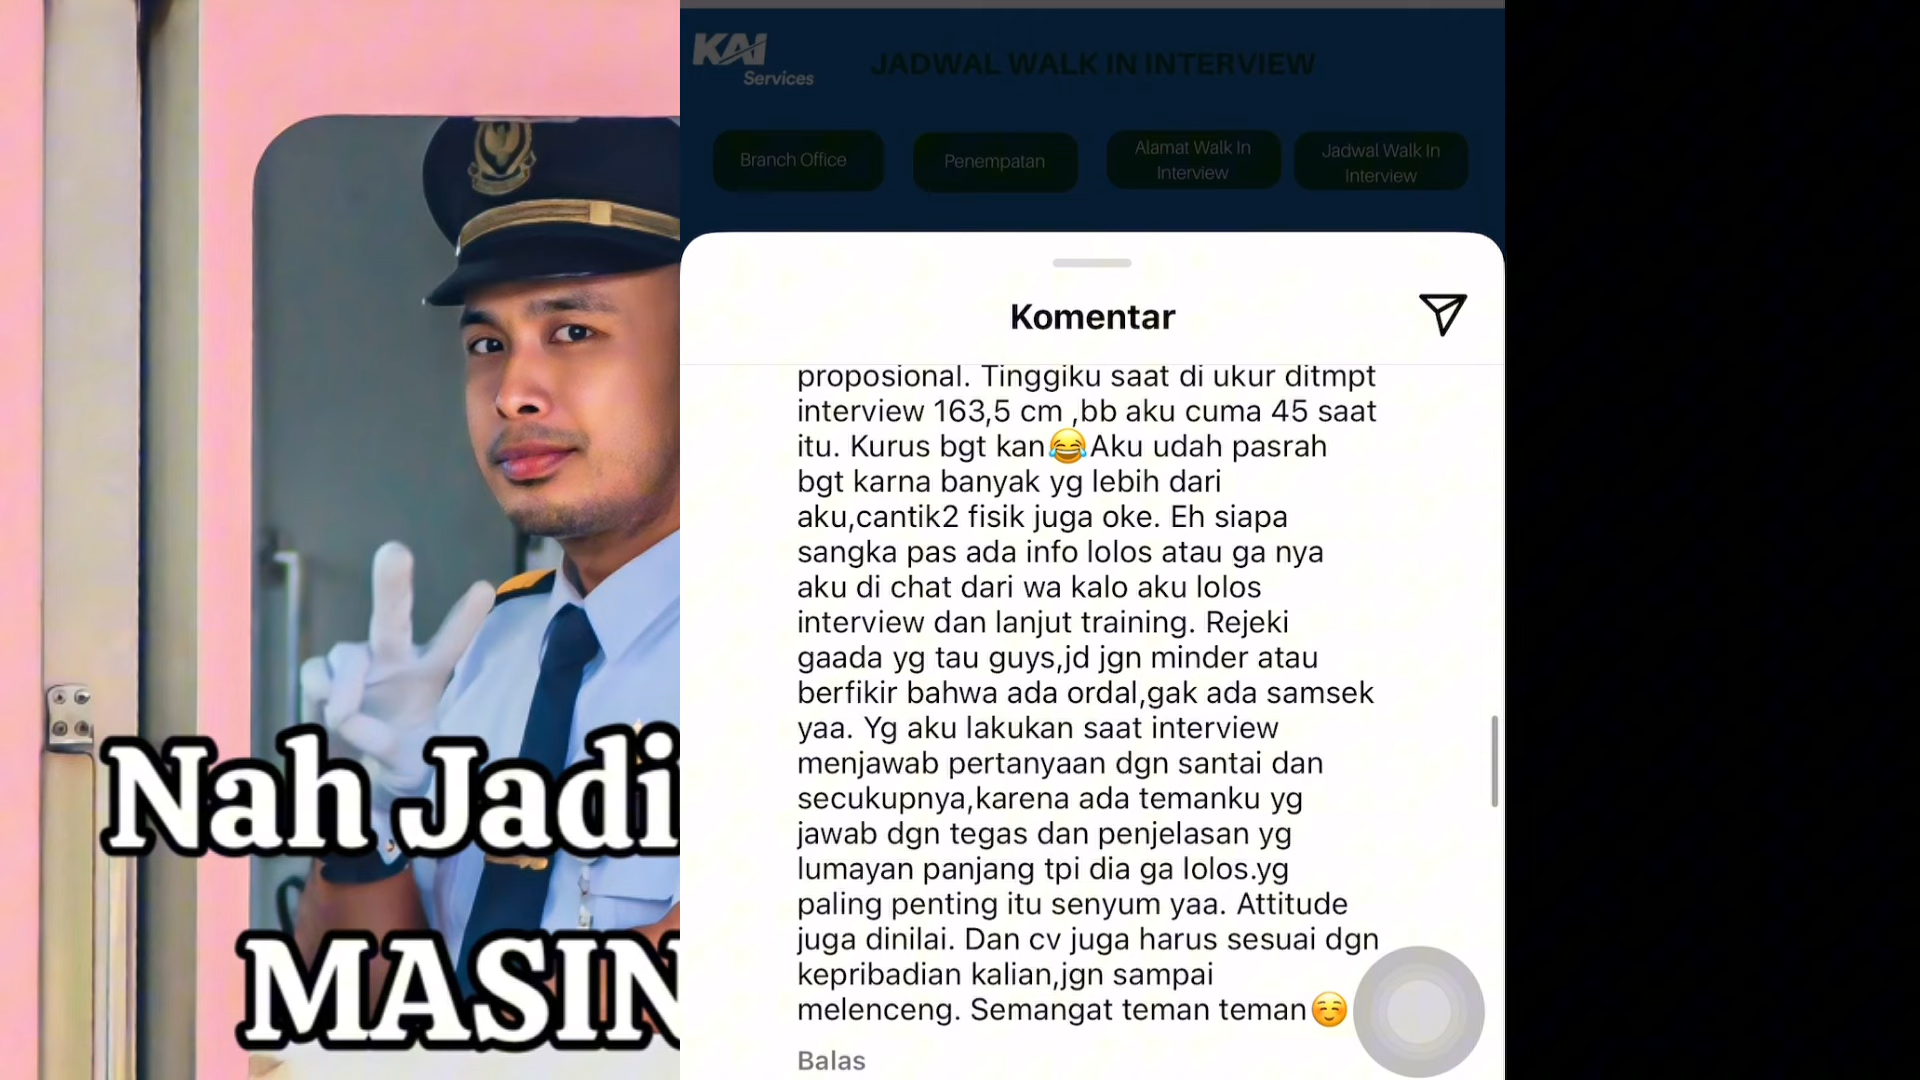 KAI
Services
JADWAL WALK IN INTERVIEW
Branch Office
Penempatan
Alamat Walk In
Interview
Jadwal Walk In
Interview
Komentar
proposional. Tinggiku saat di ukur ditmpt
interview 163,5 cm ,bb aku cuma 45 saat
itu. Kurus bgt kan😂Aku udah pasrah
bgt karna banyak yg lebih dari
aku,cantik2 fisik juga oke. Eh siapa
sangka pas ada info lolos atau ga nya
aku di chat dari wa kalo aku lolos
interview dan lanjut training. Rejeki
gaada yg tau guys,jd jgn minder atau
berfikir bahwa ada ordal,gak ada samsek
yaa. Yg aku lakukan saat interview
menjawab pertanyaan dgn santai dan
secukupnya,karena ada temanku yg
jawab dgn tegas dan penjelasan yg
lumayan panjang tpi dia ga lolos.yg
paling penting itu senyum yaa. Attitude
juga dinilai. Dan cv juga harus sesuai dgn
kepribadian kalian,jgn sampai
melenceng. Semangat teman teman☺️
Balas
Nah Jadi
MASIN